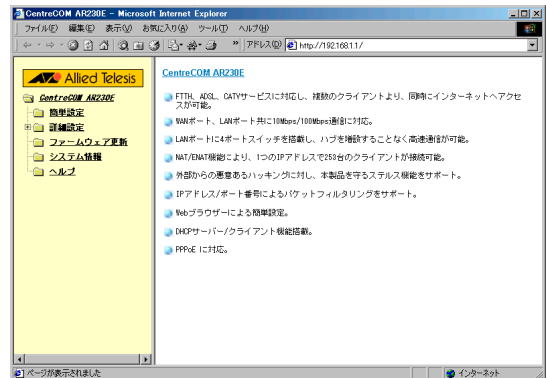 CentreCOM AR230E - Microsoft Internet Explorer
ファイル(F) 編集(E) 表示(V) お気に入り(A) ツール(T) ヘルプ(H)
アドレス(D) http://192.168.1.1/
Allied Telesis
CentreCOM AR230E
簡単設定
詳細設定
ファームウェア更新
システム情報
ヘルプ
CentreCOM AR230E
FTTH、ADSL、CATVサービスに対応し、複数のクライアントより、同時にインターネットへアクセ
スが可能。
WANポート、LANポート共に10Mbps/100Mbps通信に対応。
LANポートに4ポートスイッチを搭載し、ハブを増設することなく高速通信が可能。
NAT/ENAT機能により、1つのIPアドレスで253台のクライアントが接続可能。
外部からの悪意あるハッキングに対し、本製品を守るステルス機能をサポート。
IPアドレス/ポート番号によるパケットフィルタリングをサポート。
Webブラウザーによる簡単設定。
DHCPサーバー/クライアント機能搭載。
PPPoE に対応。
ページが表示されました
インターネット